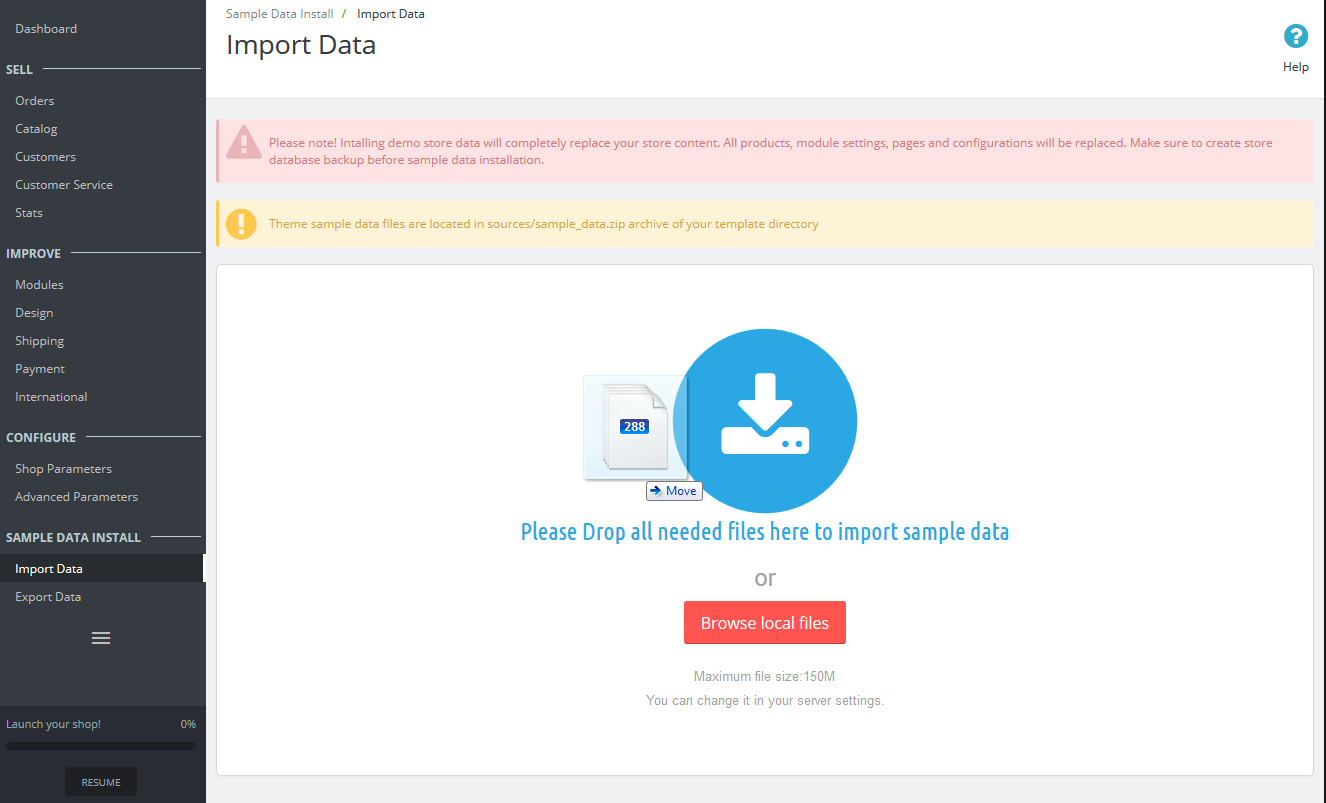 Dashboard
SELL
Orders
Catalog
Customers
Customer Service
Stats
IMPROVE
Modules
Design
Shipping
Payment
International
CONFIGURE
Shop Parameters
Advanced Parameters
SAMPLE DATA INSTALL
Import Data
Export Data
Launch your shop! 0%
RESUME
Sample Data Install / Import Data
Import Data
?
Help
Please note! Intalling demo store data will completely replace your store content. All products, module settings, pages and configurations will be replaced. Make sure to create store
database backup before sample data installation.
Theme sample data files are located in sources/sample_data.zip archive of your template directory
288
Move
Please Drop all needed files here to import sample data
or
Browse local files
Maximum file size:150M
You can change it in your server settings.